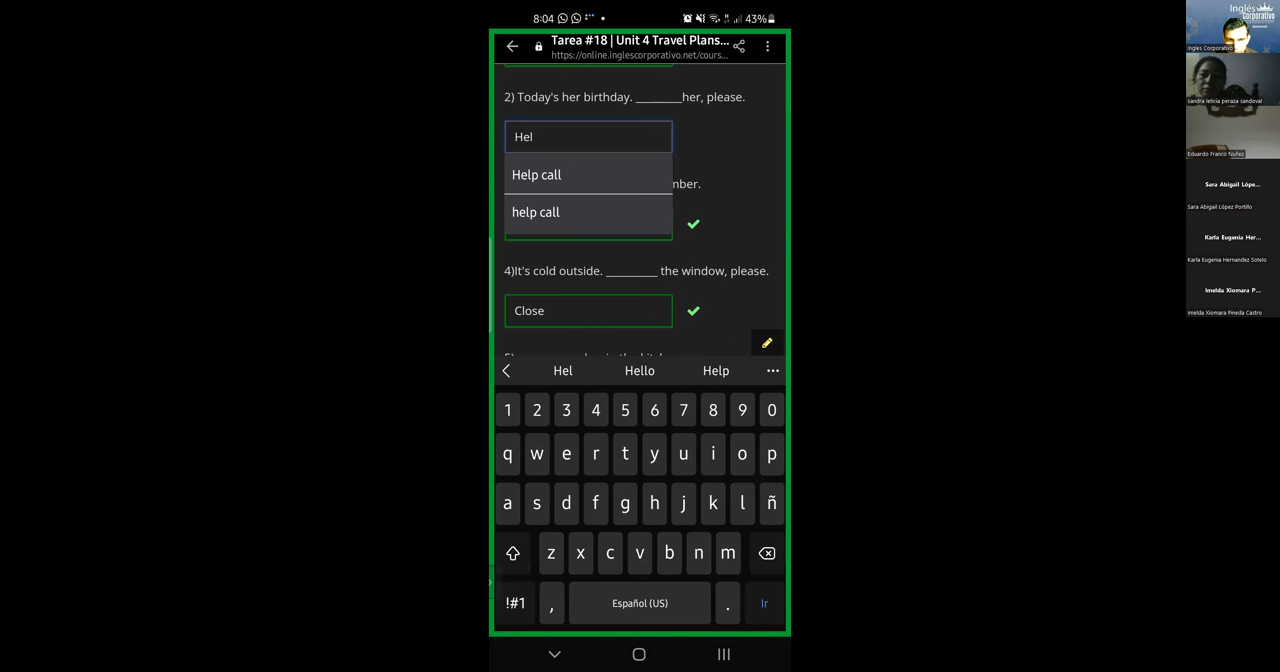 8:04
43%
Tarea #18 | Unit 4 Travel Plans...
https://online.inglescorporativo.net/cours...
2) Today's her birthday. ________her, please.
Hel
Help call
help call
mber.
4)It's cold outside. _________ the window, please.
Close
Hel Hello Help
1 2 3 4 5 6 7 8 9 0
q w e r t y u i o p
a s d f g h j k l ñ
z x c v b n m
!#1 , Español (US) . Ir
Inglés
Corporativo
Ingles Corporativo
sandra leticia peraza sandoval
Eduardo Franco Nuñez
Sara Abigail Lópe...
Sara Abigail López Portillo
Karla Eugenia Her...
Karla Eugenia Hernandez Sotelo
Imelda Xiomara P...
Imelda Xiomara Pineda Castro